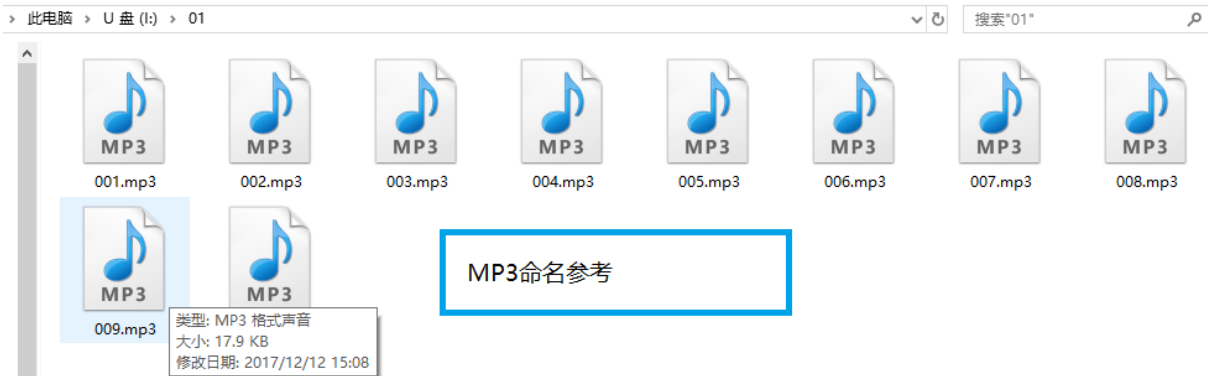 此电脑 > U 盘 (I:) > 01
搜索"01"
MP3 MP3 MP3 MP3 MP3 MP3 MP3 MP3
001.mp3 002.mp3 003.mp3 004.mp3 005.mp3 006.mp3 007.mp3 008.mp3
MP3 MP3
009.mp3
MP3命名参考
类型: MP3 格式声音
大小: 17.9 KB
修改日期: 2017/12/12 15:08